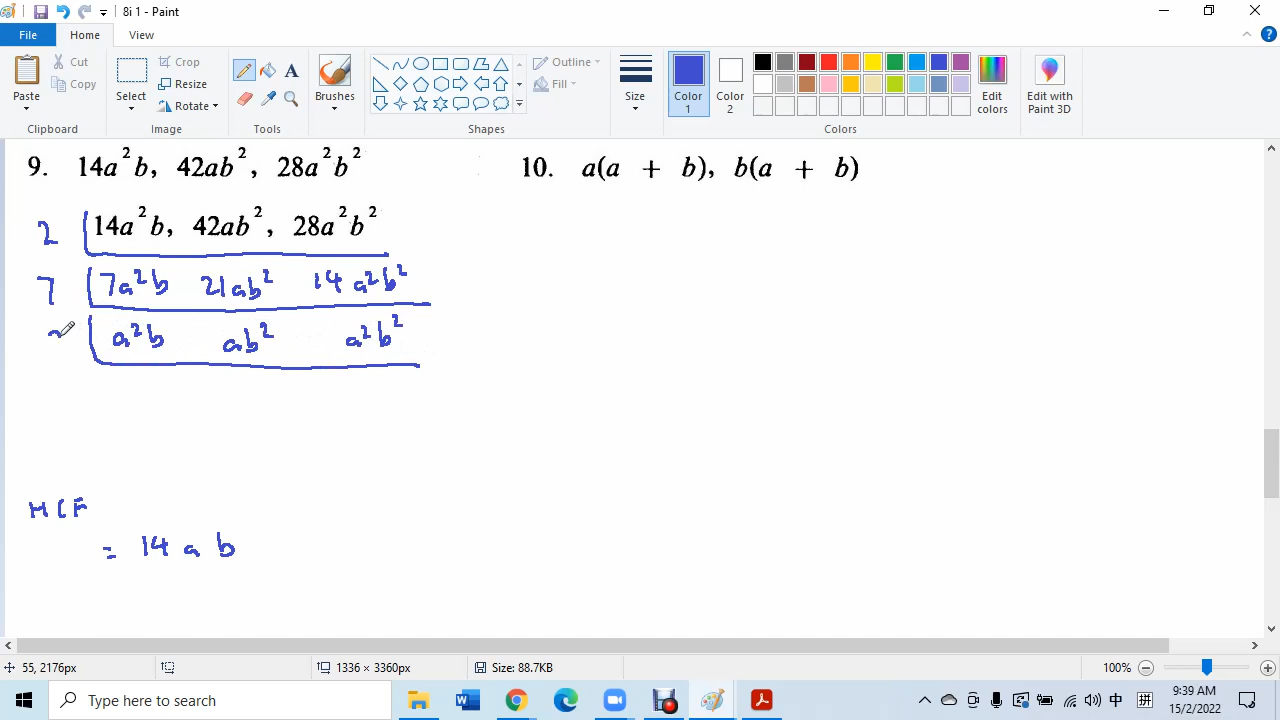 8i 1 - Paint
File Home View
Paste Cut Copy Select Crop Resize Rotate Brushes Size Outline Fill Color 1 Color 2 Edit colors Edit with Paint 3D
Clipboard Image Tools Shapes Colors
9. 14a²b, 42ab², 28a²b²
10. a(a + b), b(a + b)
2 14a²b, 42ab², 28a²b²
7 7a²b 21ab² 14a²b²
a²b ab² a²b²
HCF
= 14 a b
55, 2176px 1336 × 3360px Size: 88.7KB 100%
Type here to search
中 拼 9:39 AM
15/2/2022